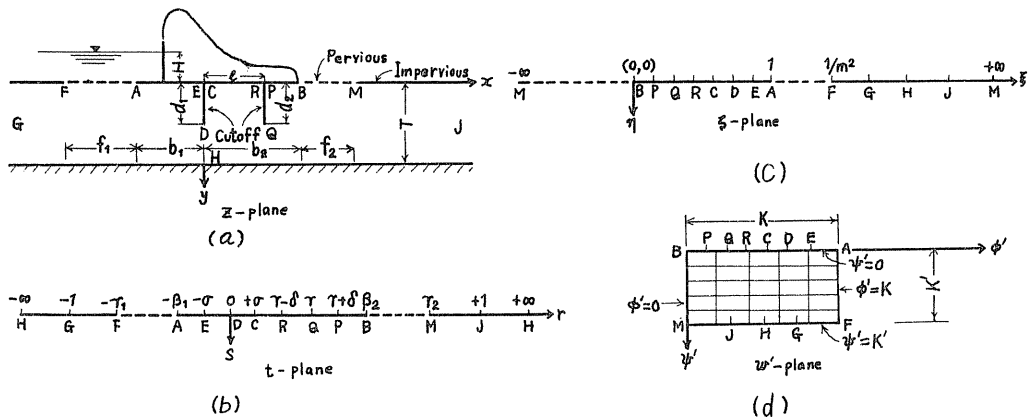 H
Pervious
Impervious
x
F A E C R P B M
ℓ
d₁
d₂
G
D Cutoff Q
T
J
f₁ b₁ b₂ f₂
H
y
z-plane
(a)
-∞ -1 -γ₁ -β₁ -σ 0 +σ γ-δ γ γ+δ β₂ γ₂ +1 +∞
r
H G F A E D C R Q P B M J H
S
t-plane
(b)
-∞ (0,0) 1 1/m² +∞
ξ
M B P Q R C D E A F G H J M
η
ξ-plane
(C)
K
P Q R C D E
B A
φ'
ψ'=0
φ'=0
φ'=K
K'
M J H G F
ψ'=K'
ψ'
w'-plane
(d)